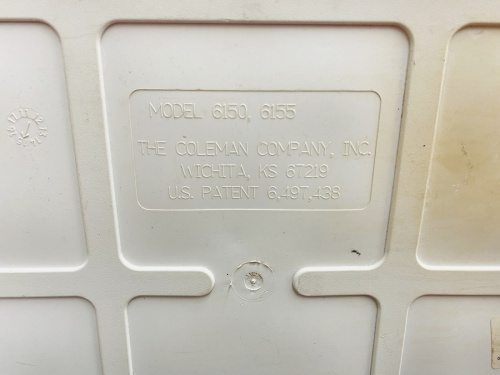 MODEL 6150, 6155
THE COLEMAN COMPANY, INC.
WICHITA, KS 67219
U.S. PATENT 6,497,438